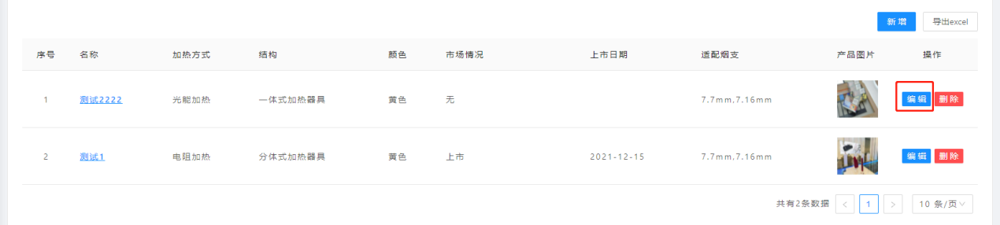 新增 导出excel
序号 名称 加热方式 结构 颜色 市场情况 上市日期 适配烟支 产品图片 操作
1 测试2222 光能加热 一体式加热器具 黄色 无 7.7mm,7.16mm 编辑 删除
2 测试1 电阻加热 分体式加热器具 黄色 上市 2021-12-15 7.7mm,7.16mm 编辑 删除
共有2条数据 < 1 > 10 条/页